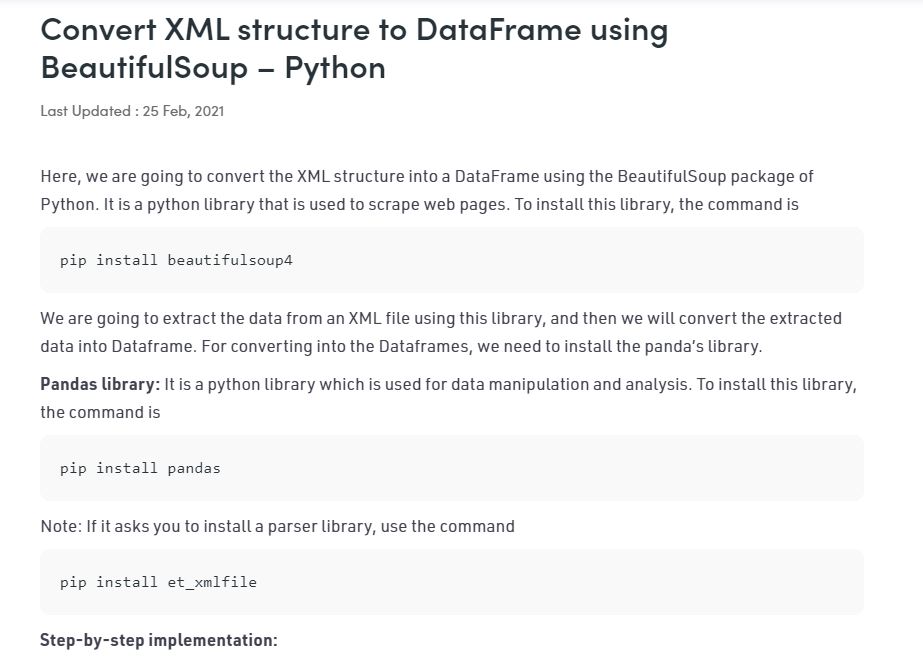 Convert XML structure to DataFrame using
BeautifulSoup – Python
Last Updated : 25 Feb, 2021
Here, we are going to convert the XML structure into a DataFrame using the BeautifulSoup package of
Python. It is a python library that is used to scrape web pages. To install this library, the command is
pip install beautifulsoup4
We are going to extract the data from an XML file using this library, and then we will convert the extracted
data into Dataframe. For converting into the Dataframes, we need to install the panda’s library.
Pandas library: It is a python library which is used for data manipulation and analysis. To install this library,
the command is
pip install pandas
Note: If it asks you to install a parser library, use the command
pip install et_xmlfile
Step-by-step implementation: